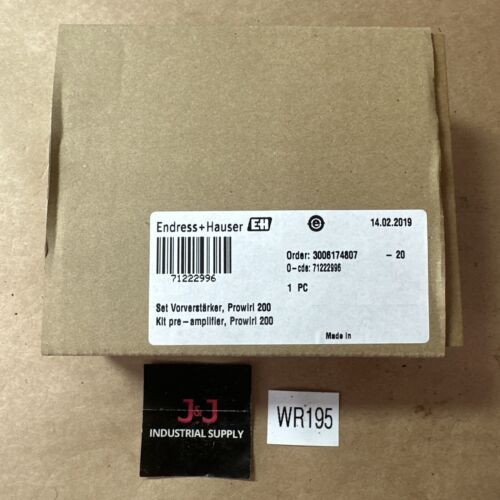 Endress+Hauser EH
14.02.2019
71222996
Order: 3006174807 - 20
O-cde: 71222996
1 PC
Set Vorverstärker, Prowirl 200
Kit pre-amplifier, Prowirl 200
Made in
J&J
INDUSTRIAL SUPPLY
WR195